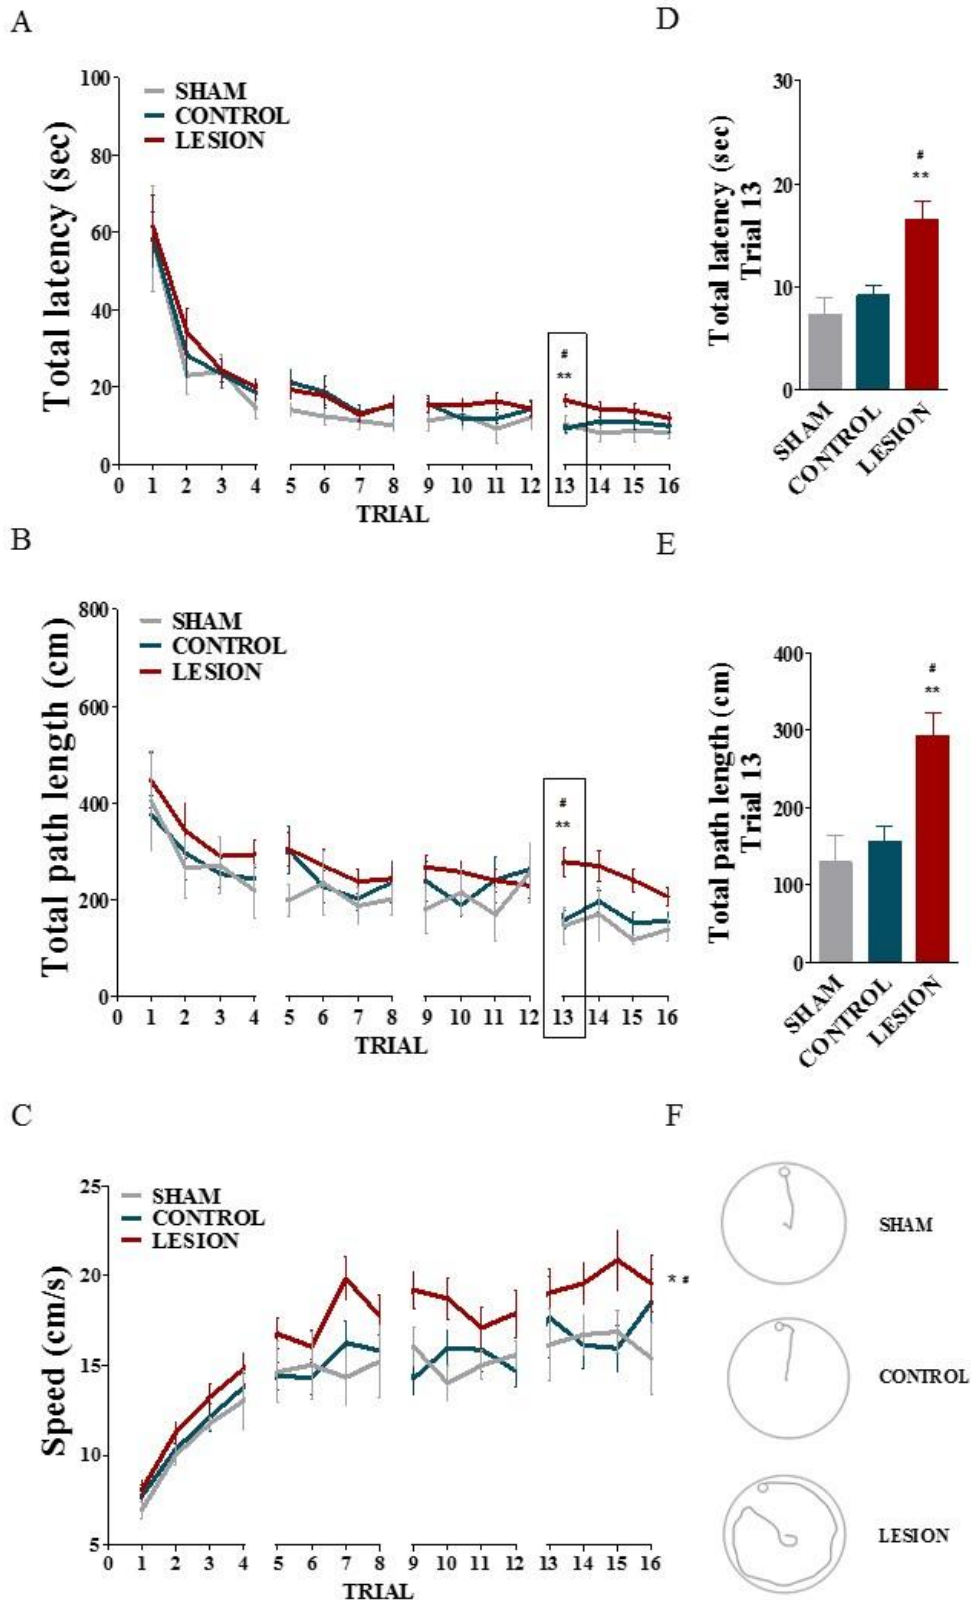 A
100
80
60
40
20
0
Total latency (sec)
SHAM
CONTROL
LESION
#
**
0 1 2 3 4 5 6 7 8 9 10 11 12 13 14 15 16
TRIAL
D
30
20
10
0
Total latency (sec)
Trial 13
#
**
SHAM
CONTROL
LESION
B
800
600
400
200
0
Total path length (cm)
SHAM
CONTROL
LESION
#
**
0 1 2 3 4 5 6 7 8 9 10 11 12 13 14 15 16
TRIAL
E
400
300
200
100
0
Total path length (cm)
Trial 13
#
**
SHAM
CONTROL
LESION
C
25
20
15
10
5
Speed (cm/s)
SHAM
CONTROL
LESION
* #
0 1 2 3 4 5 6 7 8 9 10 11 12 13 14 15 16
TRIAL
F
SHAM
CONTROL
LESION